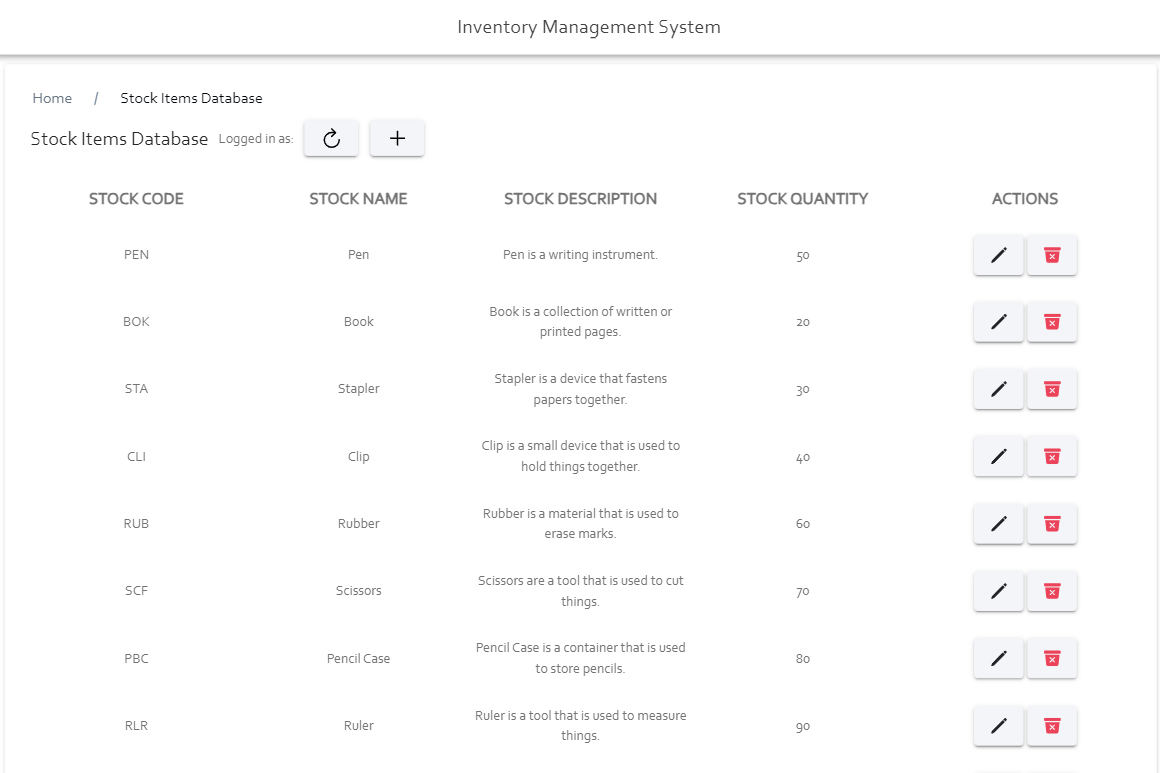 Inventory Management System
Home / Stock Items Database
Stock Items Database Logged in as:
STOCK CODE STOCK NAME STOCK DESCRIPTION STOCK QUANTITY ACTIONS
PEN Pen Pen is a writing instrument. 50
BOK Book Book is a collection of written or
printed pages. 20
STA Stapler Stapler is a device that fastens
papers together. 30
CLI Clip Clip is a small device that is used to
hold things together. 40
RUB Rubber Rubber is a material that is used to
erase marks. 60
SCF Scissors Scissors are a tool that is used to cut
things. 70
PBC Pencil Case Pencil Case is a container that is used
to store pencils. 80
RLR Ruler Ruler is a tool that is used to measure
things. 90